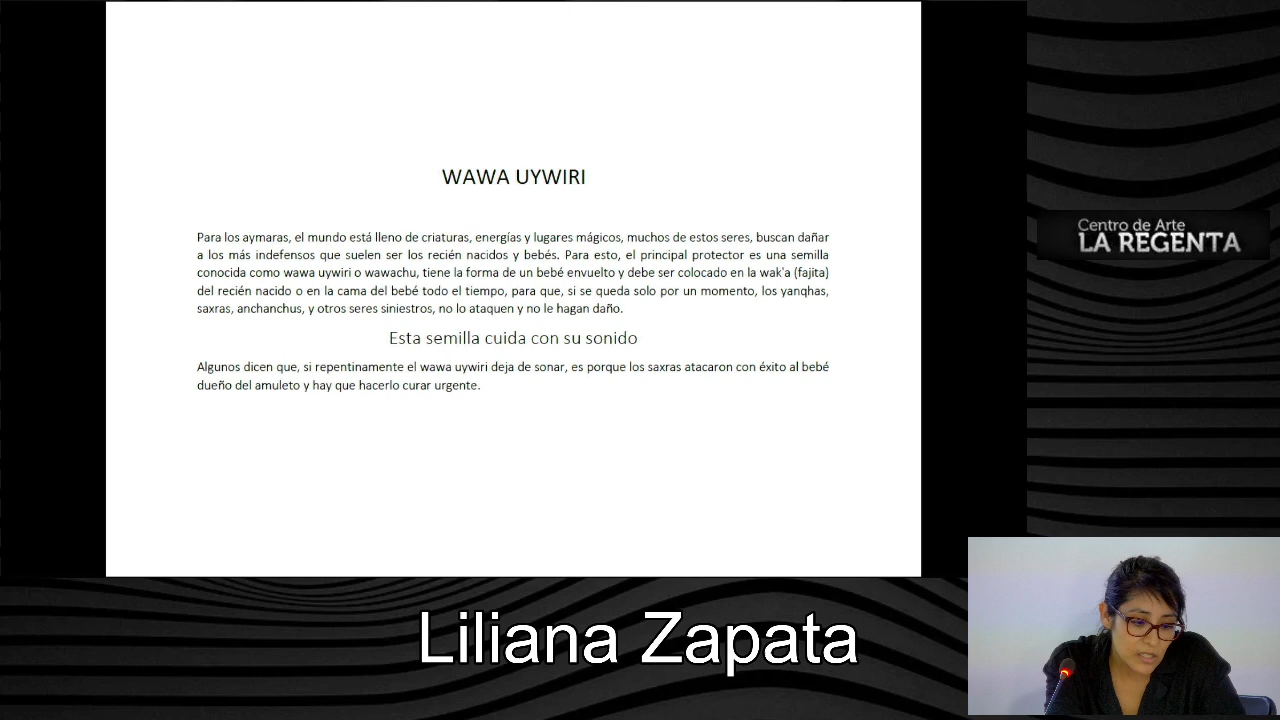 WAWA UYWIRI
Para los aymaras, el mundo está lleno de criaturas, energías y lugares mágicos, muchos de estos seres, buscan dañar
a los más indefensos que suelen ser los recién nacidos y bebés. Para esto, el principal protector es una semilla
conocida como wawa uywiri o wawachu, tiene la forma de un bebé envuelto y debe ser colocado en la wak'a (fajita)
del recién nacido o en la cama del bebé todo el tiempo, para que, si se queda solo por un momento, los yanqhas,
saxras, anchanchus, y otros seres siniestros, no lo ataquen y no le hagan daño.
Esta semilla cuida con su sonido
Algunos dicen que, si repentinamente el wawa uywiri deja de sonar, es porque los saxras atacaron con éxito al bebé
dueño del amuleto y hay que hacerlo curar urgente.
Centro de Arte
LA REGENTA
Liliana Zapata